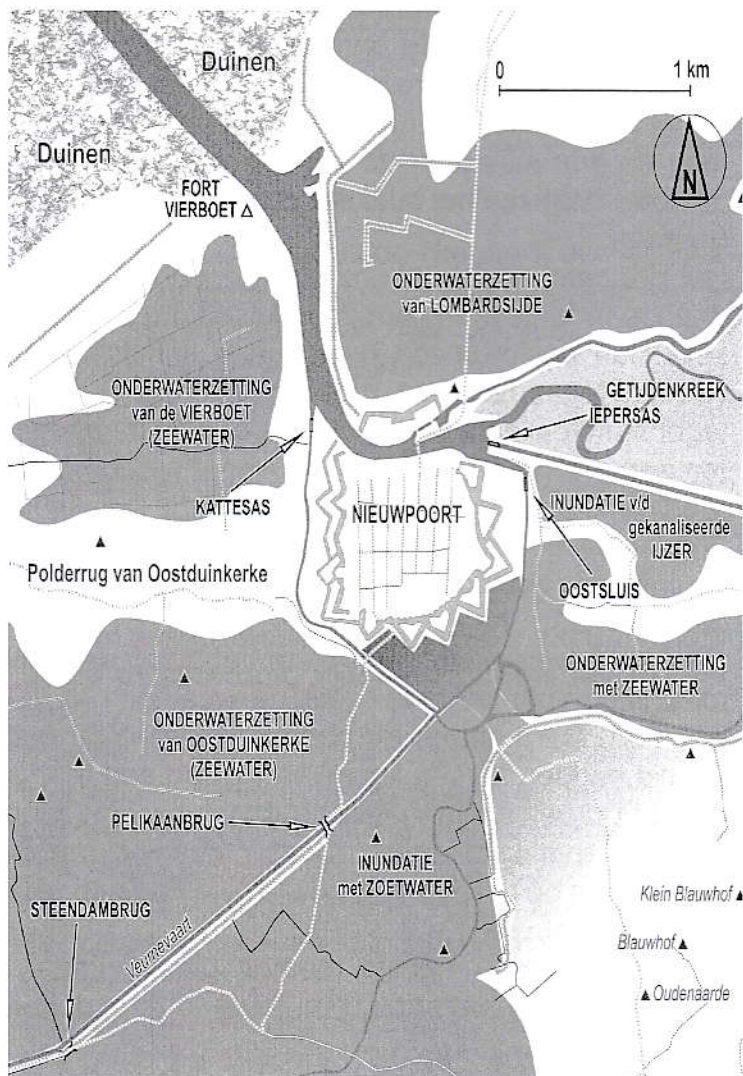 Duinen
0 1 km
Duinen
N
FORT
VIERBOET
ONDERWATERZETTING
van LOMBARDSIJDE
ONDERWATERZETTING
van de VIERBOET
(ZEEWATER)
GETIJDENKREEK
IEPERSAS
KATTESAS
NIEUWPOORT
INUNDATIE v/d
gekanaliseerde
IJZER
Polderrug van Oostduinkerke
OOSTSLUIS
ONDERWATERZETTING
met ZEEWATER
ONDERWATERZETTING
van OOSTDUINKERKE
(ZEEWATER)
PELIKAANBRUG
INUNDATIE
met ZOETWATER
Klein Blauwhof
STEENDAMBRUG
Veurnevaart
Blauwhof
Oudenaarde